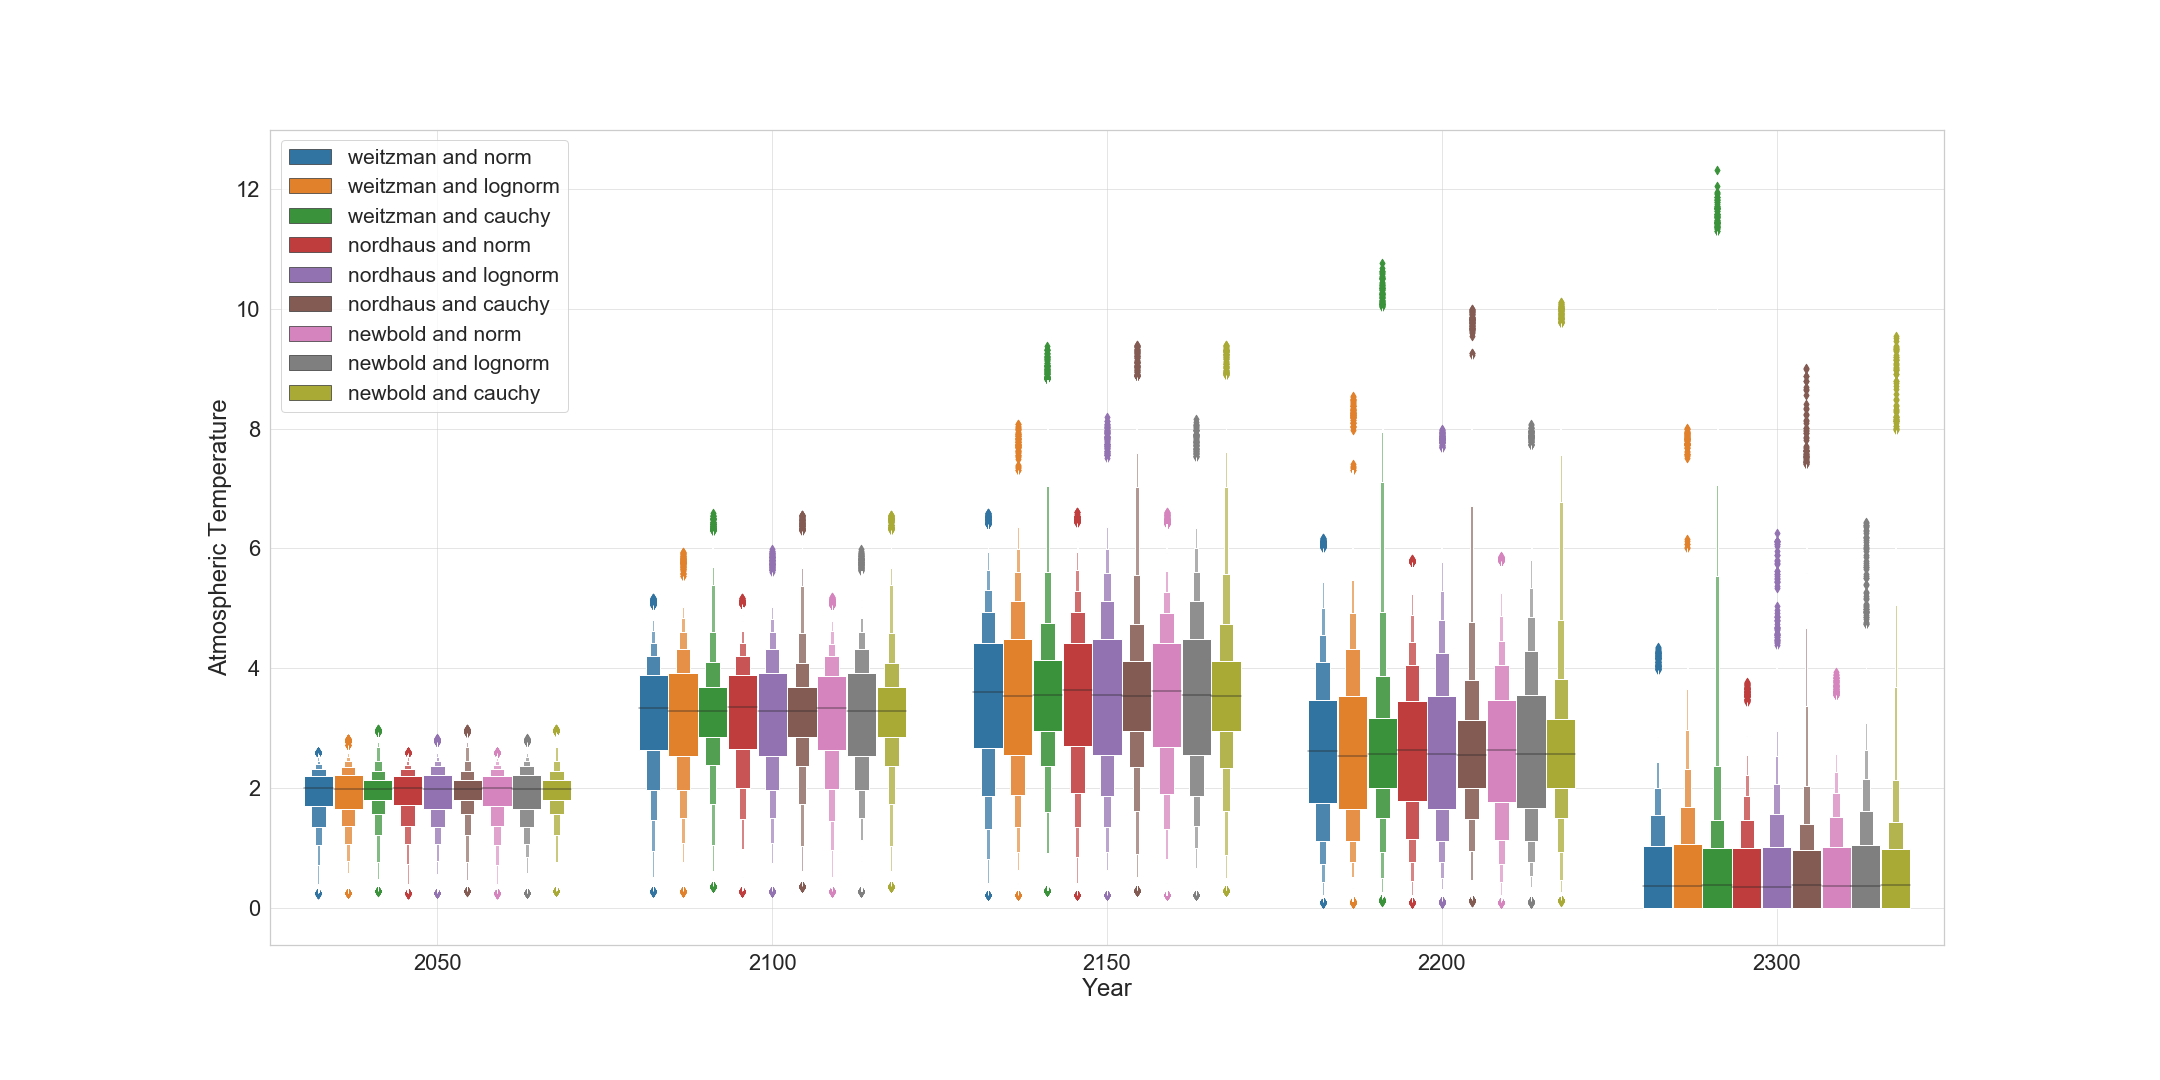 weitzman and norm
weitzman and lognorm
weitzman and cauchy
nordhaus and norm
nordhaus and lognorm
nordhaus and cauchy
newbold and norm
newbold and lognorm
newbold and cauchy
Atmospheric Temperature
12
10
8
6
4
2
0
2050 2100 2150 2200 2300
Year